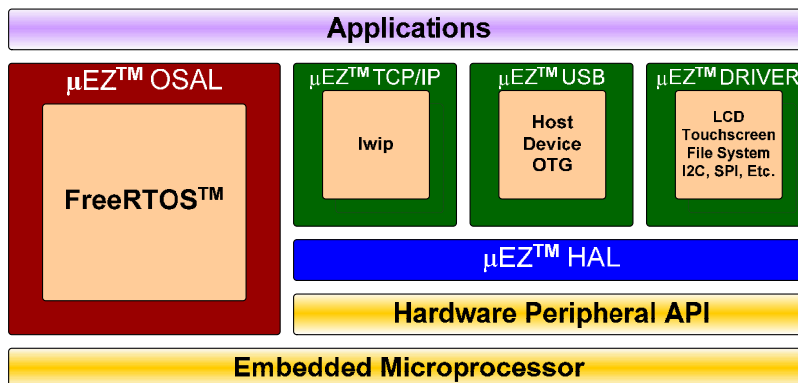 Applications
µEZ™ OSAL
FreeRTOS™
µEZ™ TCP/IP
lwip
µEZ™ USB
Host
Device
OTG
µEZ™ DRIVER
LCD
Touchscreen
File System
I2C, SPI, Etc.
µEZ™ HAL
Hardware Peripheral API
Embedded Microprocessor